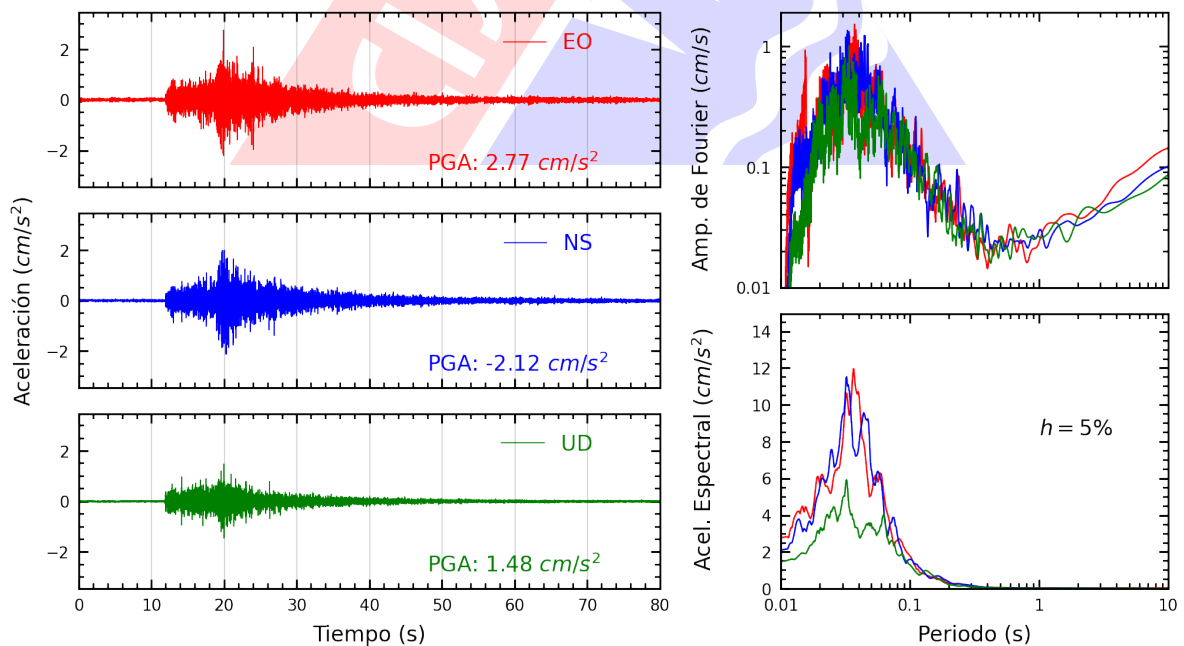 Aceleración (cm/s²)
2
0
−2
EO
PGA: 2.77 cm/s²
2
0
−2
NS
PGA: -2.12 cm/s²
2
0
−2
UD
PGA: 1.48 cm/s²
0 10 20 30 40 50 60 70 80
Tiempo (s)
Amp. de Fourier (cm/s)
1
0.1
0.01
Acel. Espectral (cm/s²)
14
12
10
8
6
4
2
0
h = 5%
0.01 0.1 1 10
Periodo (s)